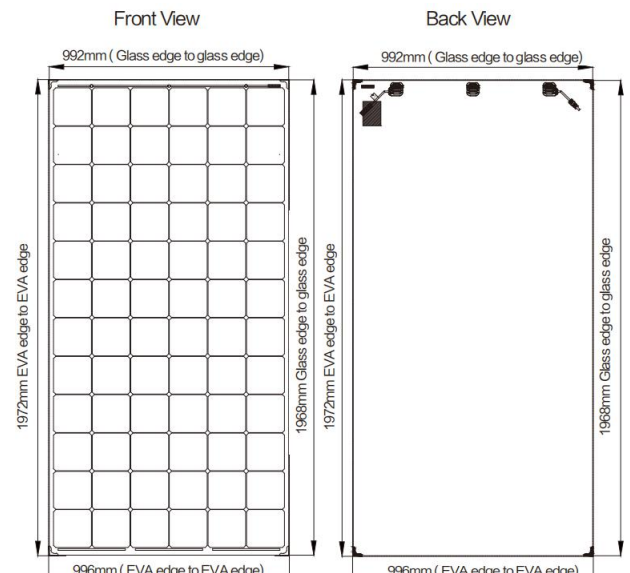 Front View
Back View
992mm ( Glass edge to glass edge)
992mm ( Glass edge to glass edge)
1972mm EVA edge to EVA edge
1968mm Glass edge to glass edge
1972mm EVA edge to EVA edge
1968mm Glass edge to glass edge
996mm ( EVA edge to EVA edge)
996mm ( EVA edge to EVA edge)